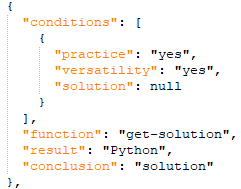 {
"conditions": [
{
"practice": "yes",
"versatility": "yes",
"solution": null
}
],
"function": "get-solution",
"result": "Python",
"conclusion": "solution"
},